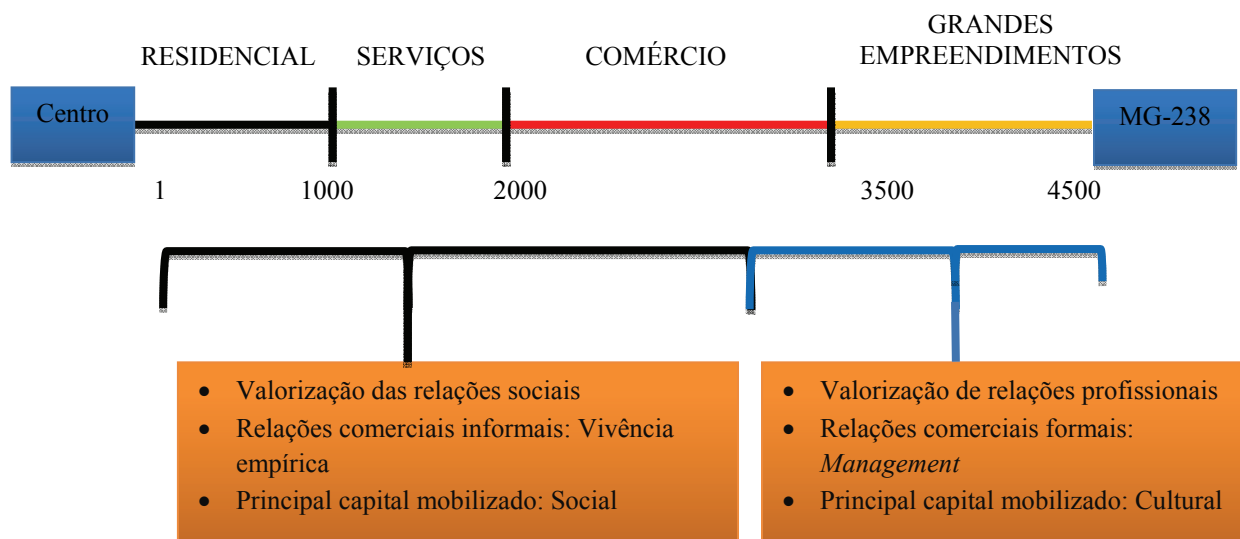 GRANDES
RESIDENCIAL SERVIÇOS COMÉRCIO EMPREENDIMENTOS
Centro MG-238
1 1000 2000 3500 4500
• Valorização das relações sociais
• Relações comerciais informais: Vivência
empírica
• Principal capital mobilizado: Social
• Valorização de relações profissionais
• Relações comerciais formais:
Management
• Principal capital mobilizado: Cultural